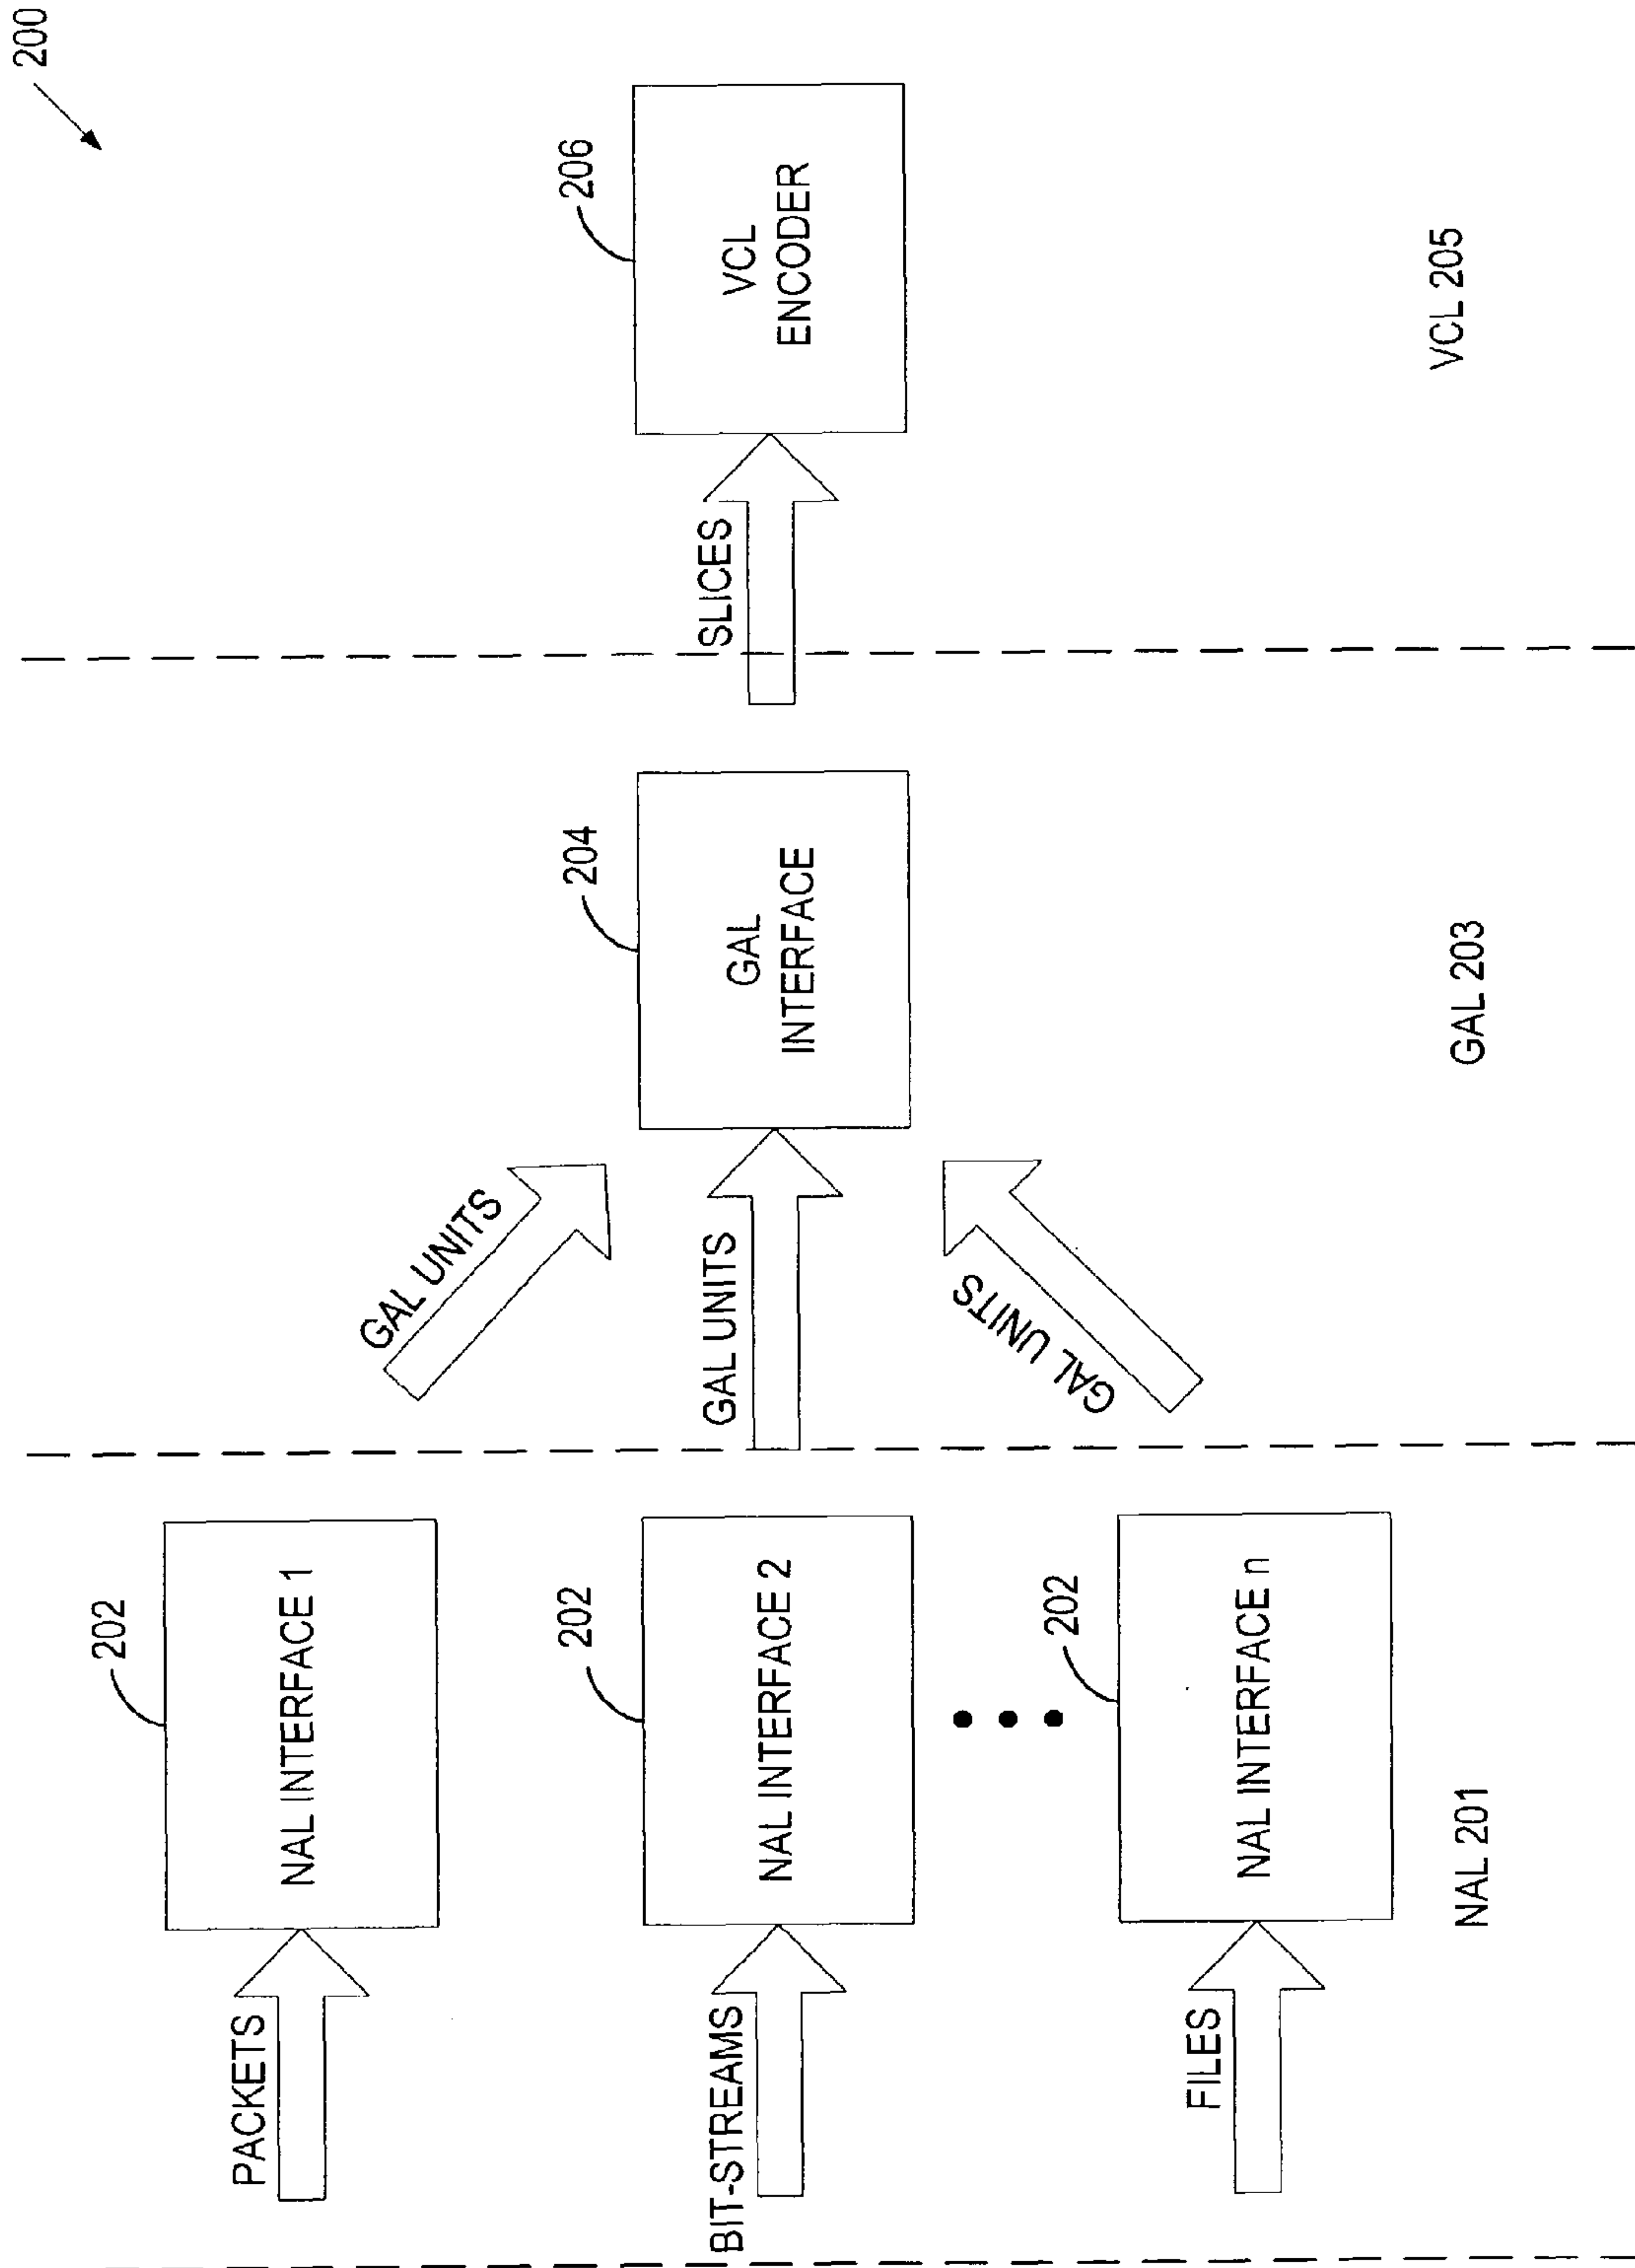 200
PACKETS
202
NAL INTERFACE 1
BIT-STREAMS
202
NAL INTERFACE 2
FILES
202
NAL INTERFACE n
NAL 201
GAL UNITS
GAL UNITS
GAL UNITS
204
GAL
INTERFACE
GAL 203
SLICES
206
VCL
ENCODER
VCL 205